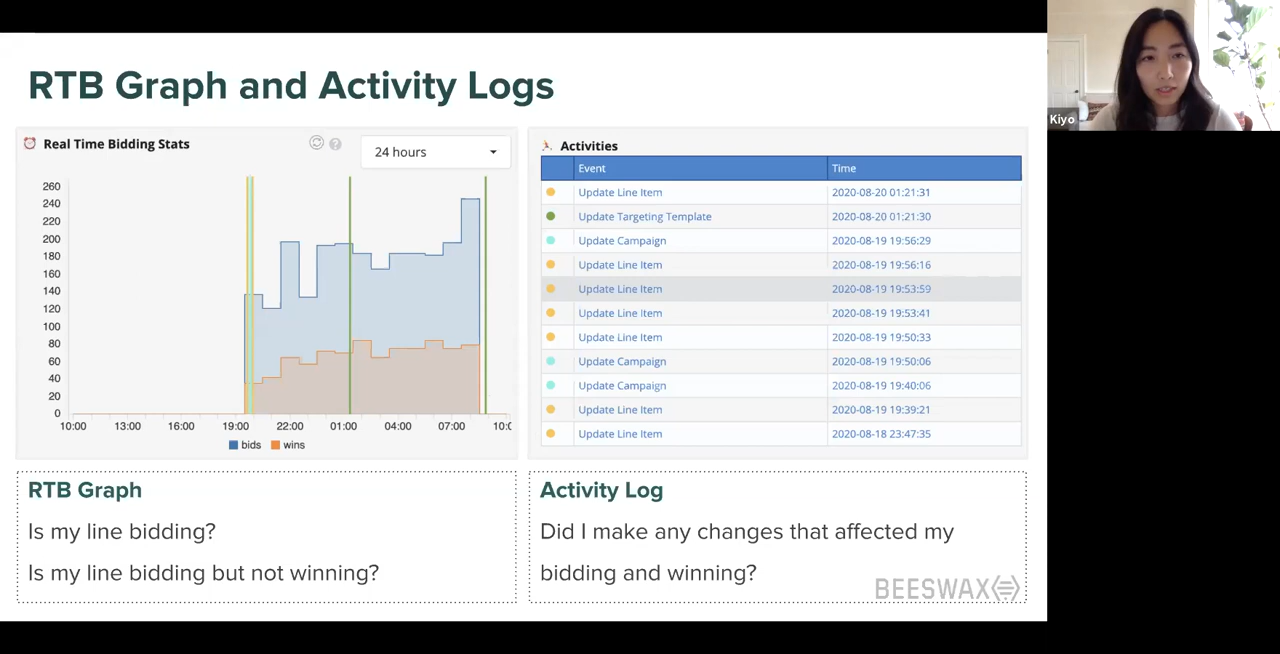 RTB Graph and Activity Logs
Kiyo
Real Time Bidding Stats
?
24 hours
260
240
220
200
180
160
140
120
100
80
60
40
20
0
10:00 13:00 16:00 19:00 22:00 01:00 04:00 07:00 10:0
bids wins
Activities
Event Time
Update Line Item 2020-08-20 01:21:31
Update Targeting Template 2020-08-20 01:21:30
Update Campaign 2020-08-19 19:56:29
Update Line Item 2020-08-19 19:56:16
Update Line Item 2020-08-19 19:53:59
Update Line Item 2020-08-19 19:53:41
Update Line Item 2020-08-19 19:50:33
Update Campaign 2020-08-19 19:50:06
Update Campaign 2020-08-19 19:40:06
Update Line Item 2020-08-19 19:39:21
Update Line Item 2020-08-18 23:47:35
RTB Graph
Is my line bidding?
Is my line bidding but not winning?
Activity Log
Did I make any changes that affected my
bidding and winning?
BEESWAX